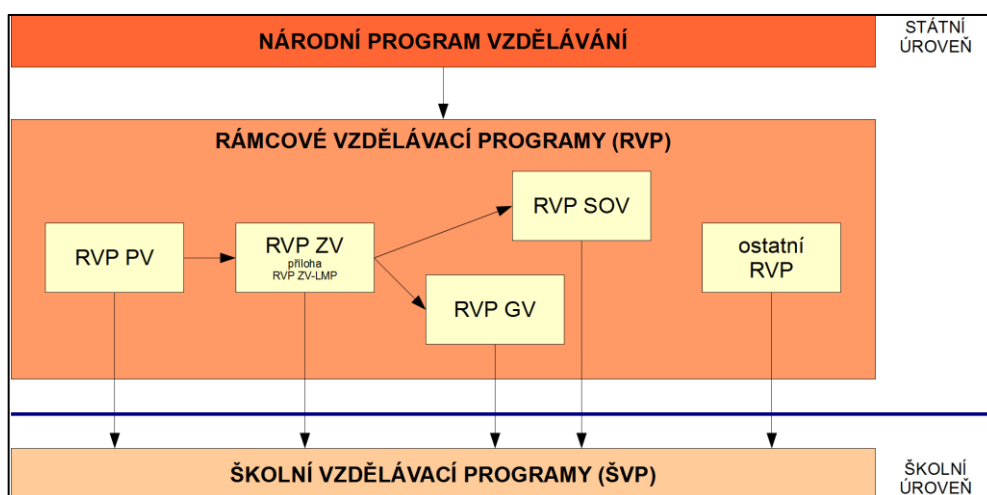 NÁRODNÍ PROGRAM VZDĚLÁVÁNÍ
STÁTNÍ
ÚROVEŇ
RÁMCOVÉ VZDĚLÁVACÍ PROGRAMY (RVP)
RVP PV
RVP ZV
příloha
RVP ZV-LMP
RVP SOV
RVP GV
ostatní
RVP
ŠKOLNÍ VZDĚLÁVACÍ PROGRAMY (ŠVP)
ŠKOLNÍ
ÚROVEŇ